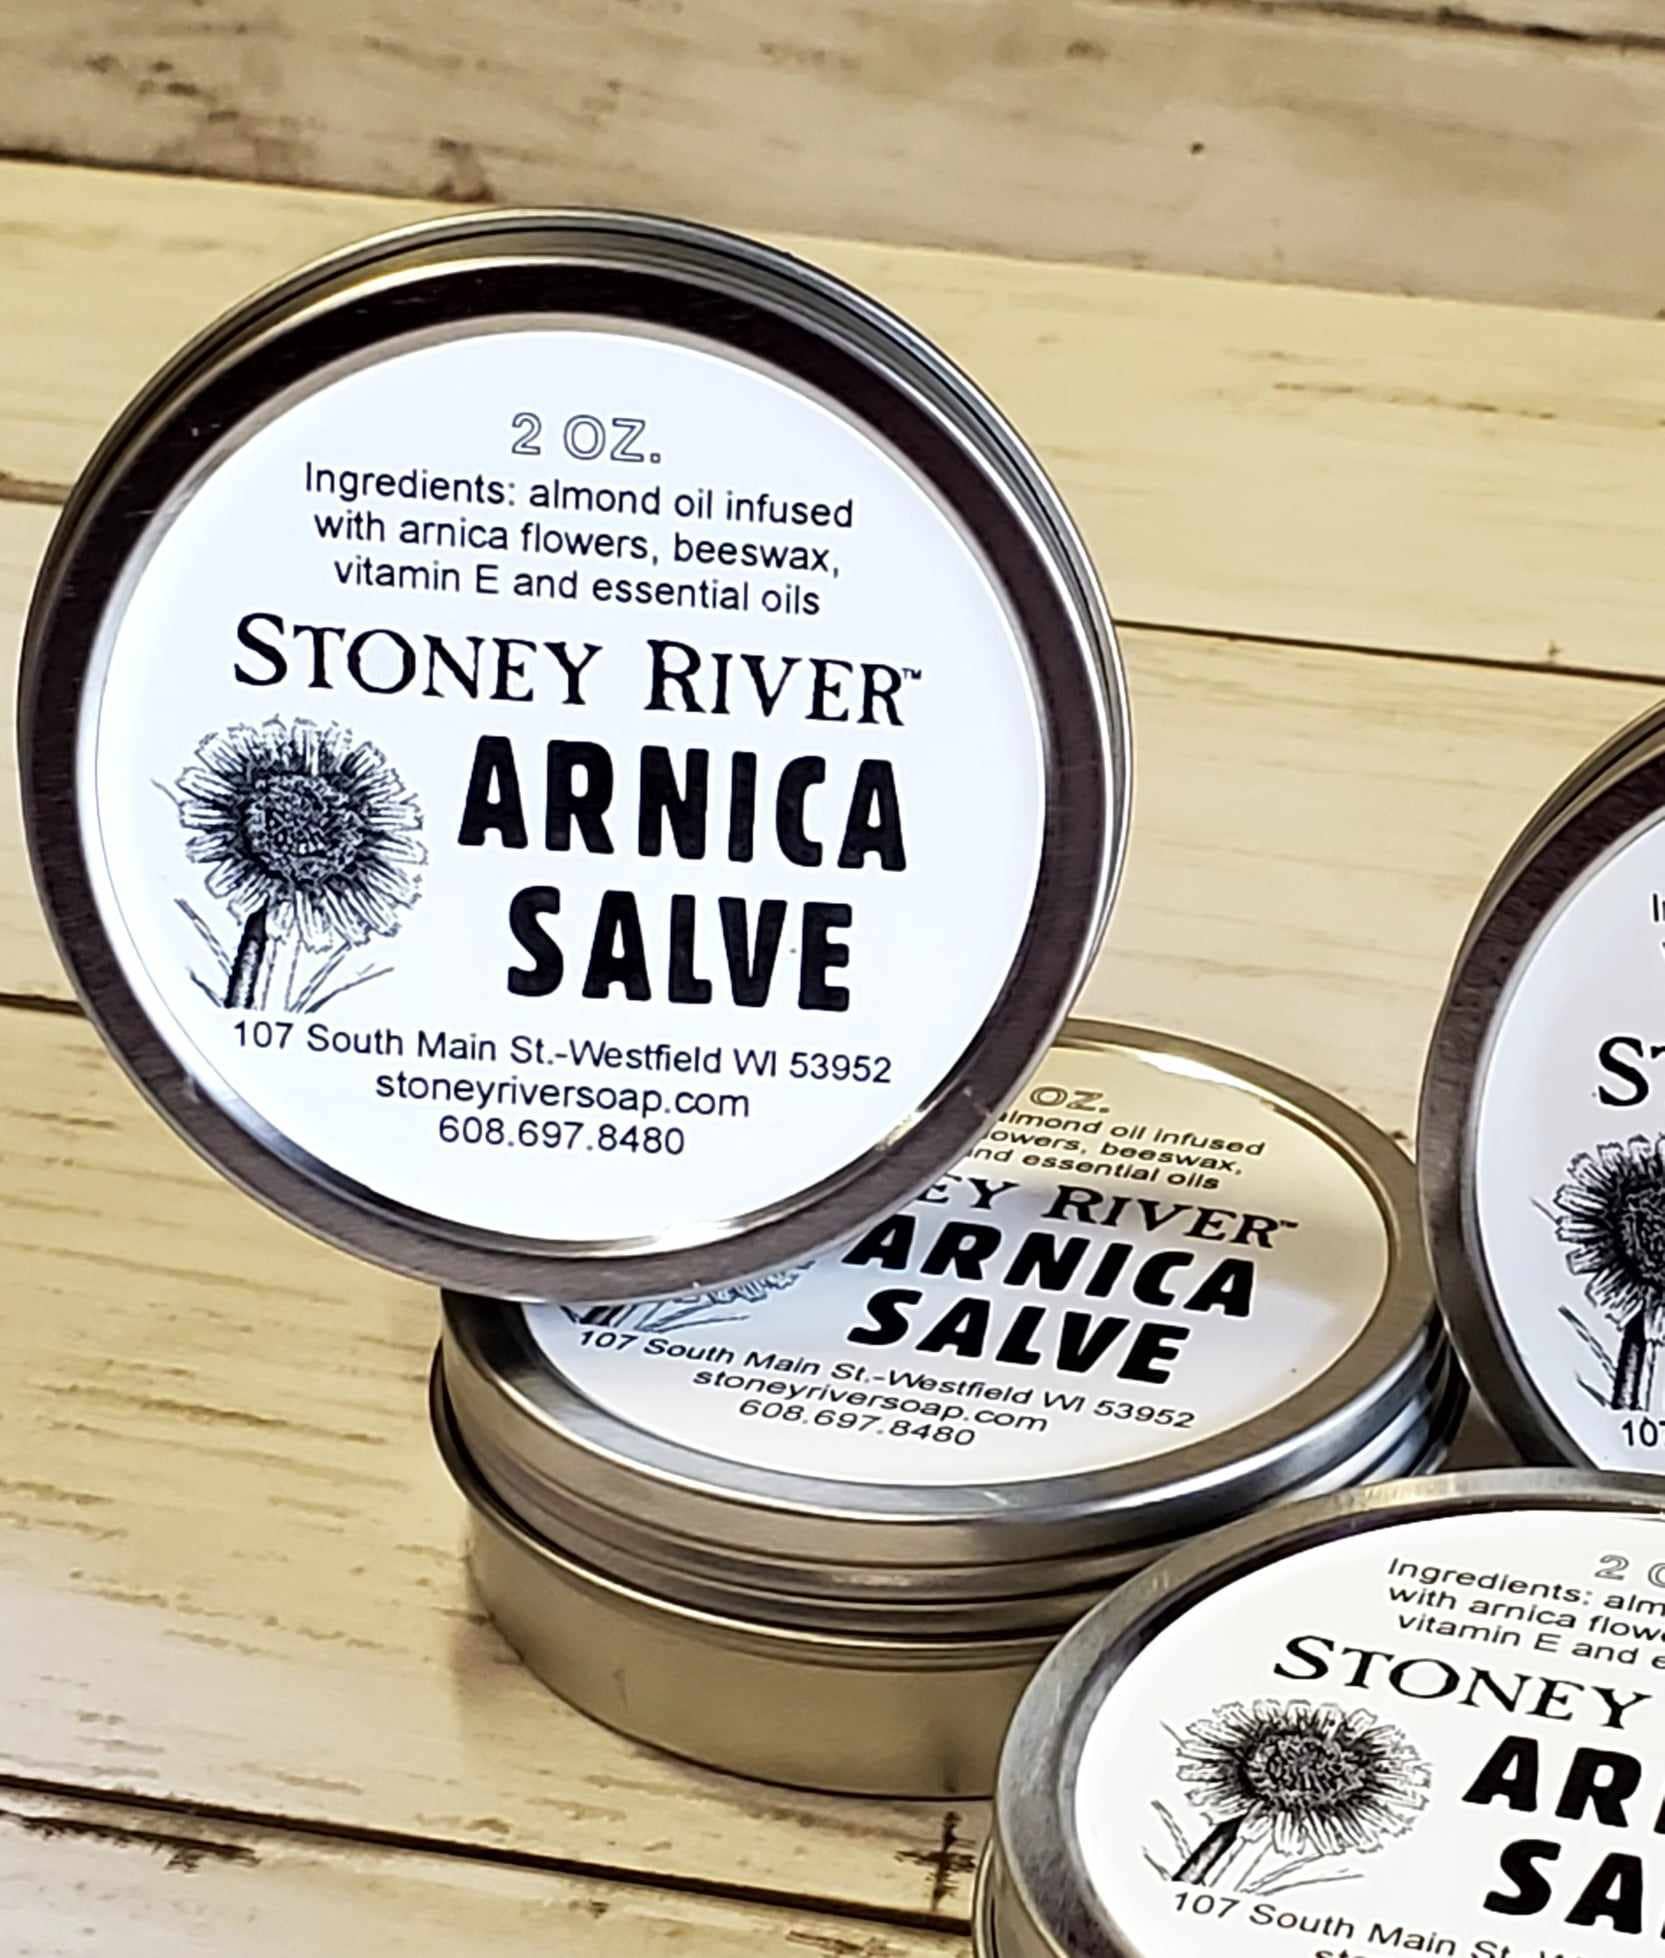 2 OZ.
Ingredients: almond oil infused
with arnica flowers, beeswax,
vitamin E and essential oils
STONEY RIVER™
ARNICA
SALVE
107 South Main St.-Westfield WI 53952
stoneyriversoap.com
608.697.8480
OZ.
almond oil infused
beeswax,
essential oils
RIVER™
ARNICA
SALVE
107 South Main St.-Westfield WI 53952
stoneyriversoap.com
608.697.8480
107
2
Ingredients:
with arnica
vitamin E and
STONEY
107 South Main St.